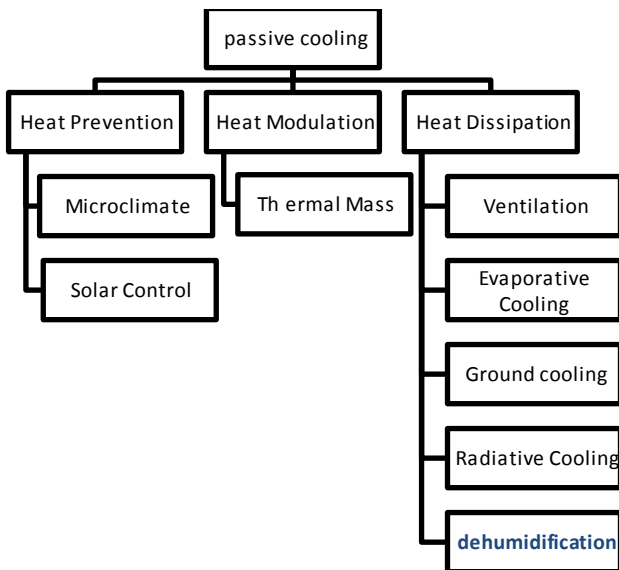 passive cooling
Heat Prevention
Heat Modulation
Heat Dissipation
Microclimate
Th ermal Mass
Ventilation
Solar Control
Evaporative
Cooling
Ground cooling
Radiative Cooling
dehumidification